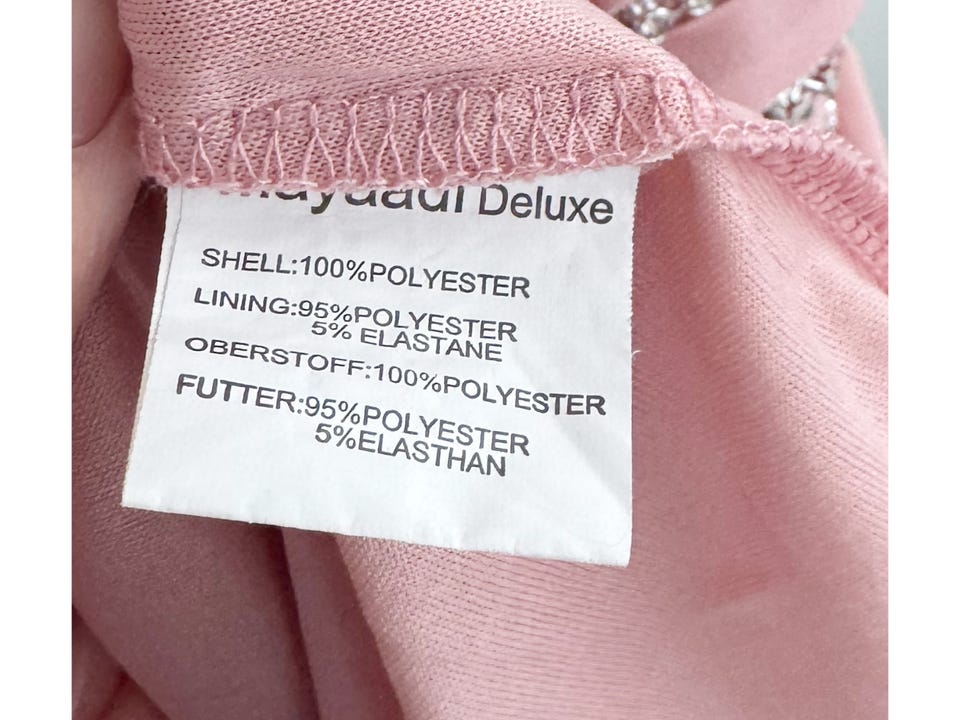 Deluxe
SHELL:100%POLYESTER
LINING:95%POLYESTER
5% ELASTANE
OBERSTOFF:100%POLYESTER
FUTTER:95%POLYESTER
5%ELASTHAN